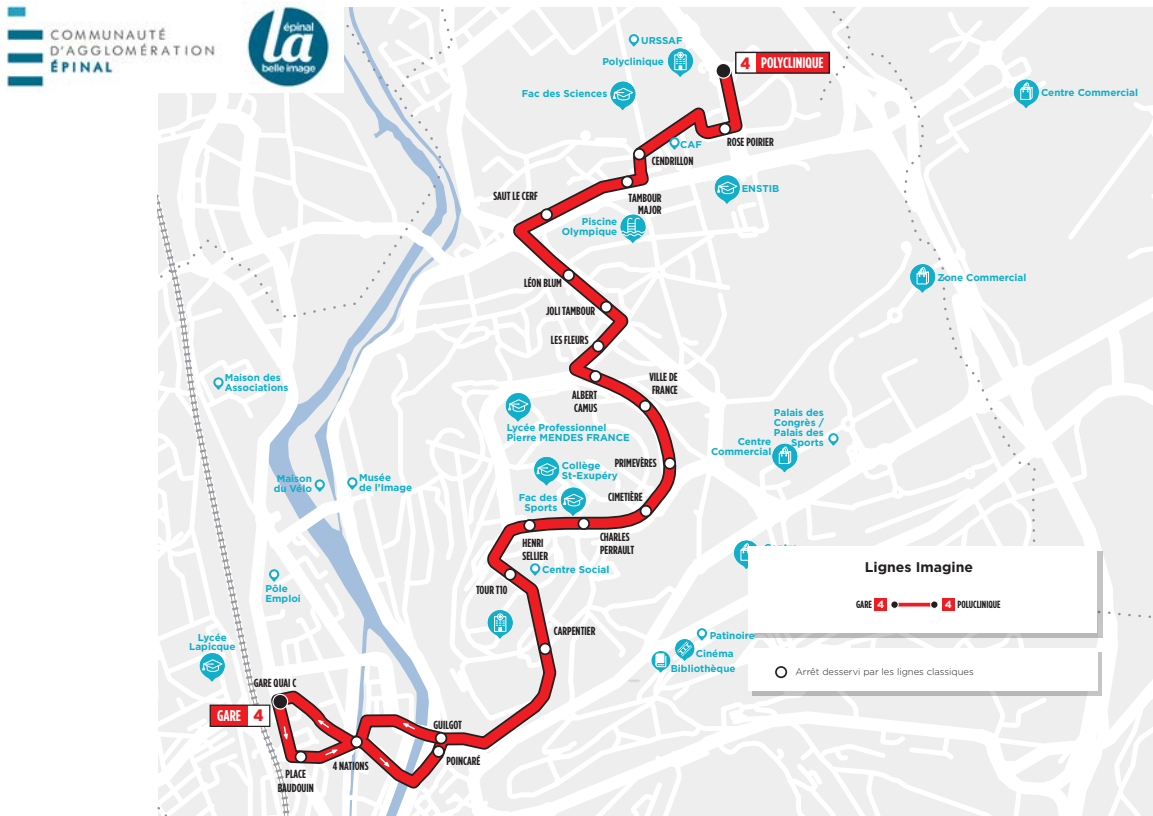 COMMUNAUTÉ
D'AGGLOMÉRATION
ÉPINAL
épinal
la
belle image
URSSAF
Polyclinique
4 POLYCLINIQUE
Fac des Sciences
Centre Commercial
ROSE POIRIER
CAF
CENDRILLON
ENSTIB
SAUT LE CERF
TAMBOUR
MAJOR
Piscine
Olympique
Zone Commercial
LÉON BLUM
JOLI TAMBOUR
LES FLEURS
Maison des
Associations
VILLE DE
FRANCE
ALBERT
CAMUS
Lycée Professionnel
Pierre MENDES FRANCE
Palais des
Congrès /
Palais des
Sports
Centre
Commercial
PRIMEVÈRES
Collège
St-Exupéry
Maison
du Vélo
Musée
de l'Image
Fac des
Sports
CIMETIÈRE
HENRI
SELLIER
CHARLES
PERRAULT
Centre
Centre Social
TOUR T10
Pôle
Emploi
Lignes Imagine
GARE 4 4 POLUCLINIQUE
CARPENTIER
Patinoire
Cinéma
Bibliothèque
Arrêt desservi par les lignes classiques
Lycée
Lapicque
GARE QUAI C
GARE 4
GUILGOT
POINCARÉ
4 NATIONS
PLACE
BAUDOUIN